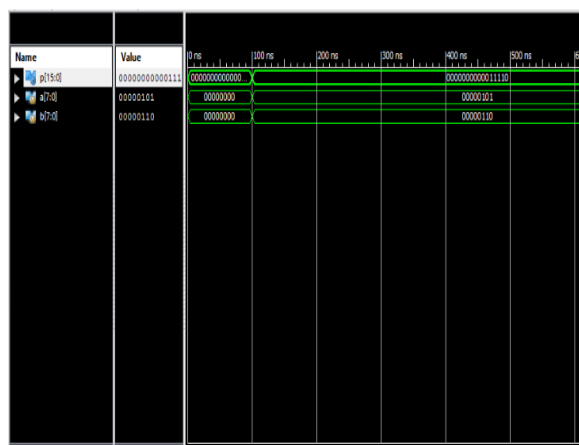 Name Value 0 ns 100 ns 200 ns 300 ns 400 ns 500 ns 6
p[15:0] 00000000000111 0000000000000... 0000000000011110
a[7:0] 00000101 00000000 00000101
b[7:0] 00000110 00000000 00000110